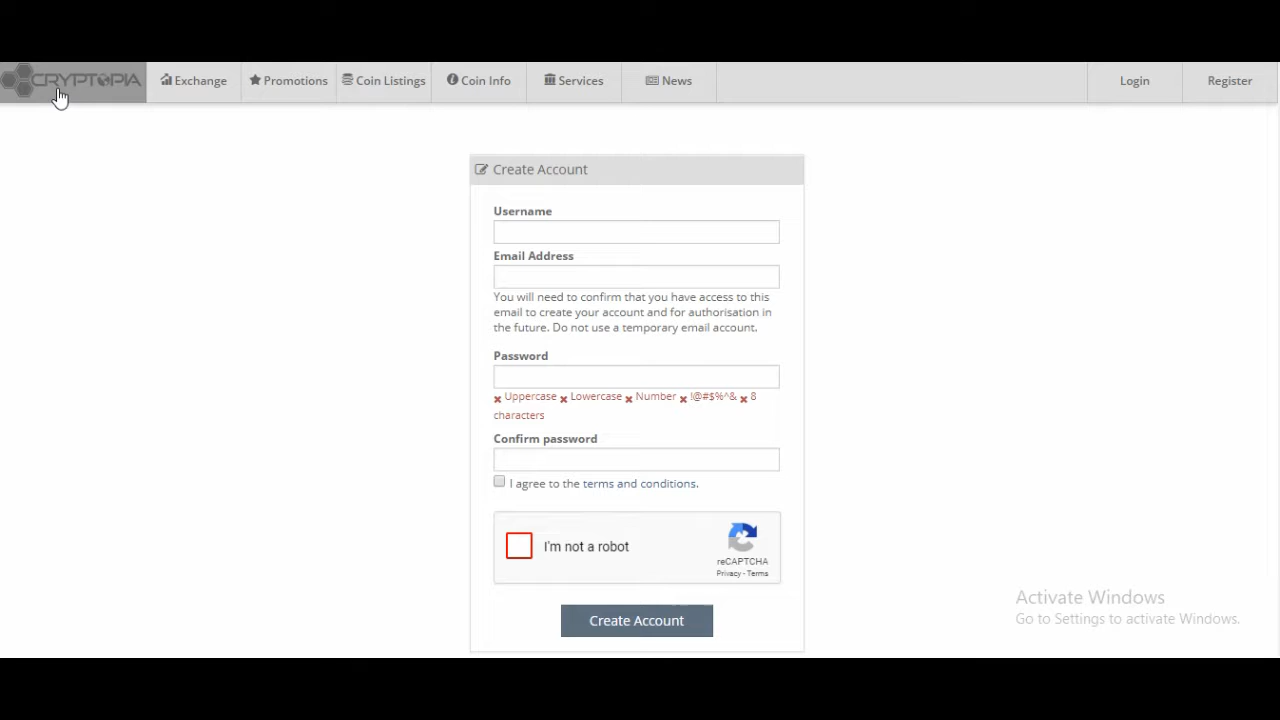 CRYPTOPIA Exchange Promotions Coin Listings Coin Info Services News Login Register
Create Account
Username
Email Address
You will need to confirm that you have access to this
email to create your account and for authorisation in
the future. Do not use a temporary email account.
Password
Uppercase Lowercase Number !@#$%^& 8
characters
Confirm password
I agree to the terms and conditions.
I'm not a robot
reCAPTCHA
Privacy - Terms
Create Account
Activate Windows
Go to Settings to activate Windows.